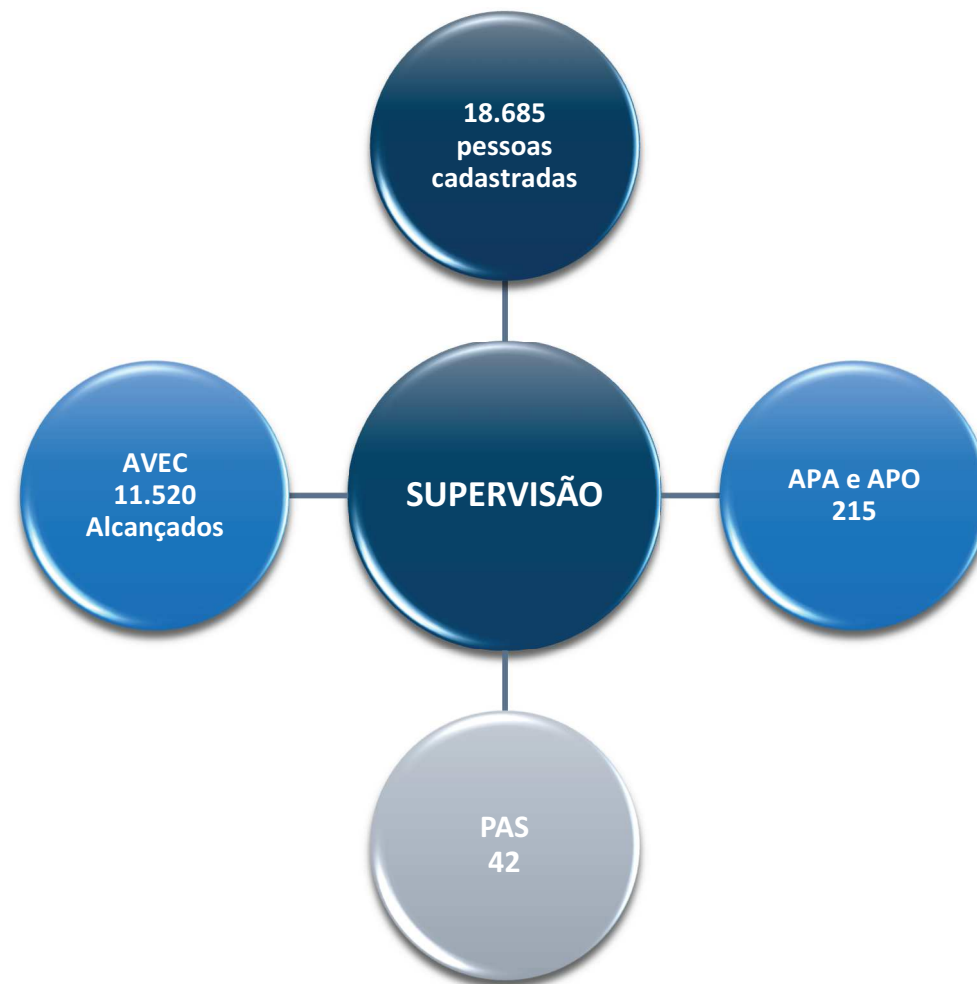 18.685
pessoas
cadastradas
AVEC
11.520
Alcançados
SUPERVISÃO
APA e APO
215
PAS
42